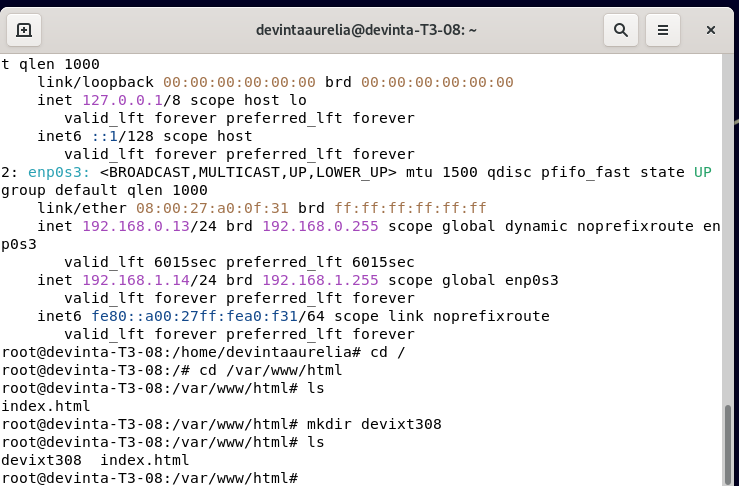 devintaaurelia@devinta-T3-08: ~
t qlen 1000
    link/loopback 00:00:00:00:00:00 brd 00:00:00:00:00:00
    inet 127.0.0.1/8 scope host lo
       valid_lft forever preferred_lft forever
    inet6 ::1/128 scope host
       valid_lft forever preferred_lft forever
2: enp0s3: <BROADCAST,MULTICAST,UP,LOWER_UP> mtu 1500 qdisc pfifo_fast state UP
group default qlen 1000
    link/ether 08:00:27:a0:0f:31 brd ff:ff:ff:ff:ff:ff
    inet 192.168.0.13/24 brd 192.168.0.255 scope global dynamic noprefixroute en
p0s3
       valid_lft 6015sec preferred_lft 6015sec
    inet 192.168.1.14/24 brd 192.168.1.255 scope global enp0s3
       valid_lft forever preferred_lft forever
    inet6 fe80::a00:27ff:fea0:f31/64 scope link noprefixroute
       valid_lft forever preferred_lft forever
root@devinta-T3-08:/home/devintaaurelia# cd /
root@devinta-T3-08:/# cd /var/www/html
root@devinta-T3-08:/var/www/html# ls
index.html
root@devinta-T3-08:/var/www/html# mkdir devixt308
root@devinta-T3-08:/var/www/html# ls
devixt308  index.html
root@devinta-T3-08:/var/www/html#